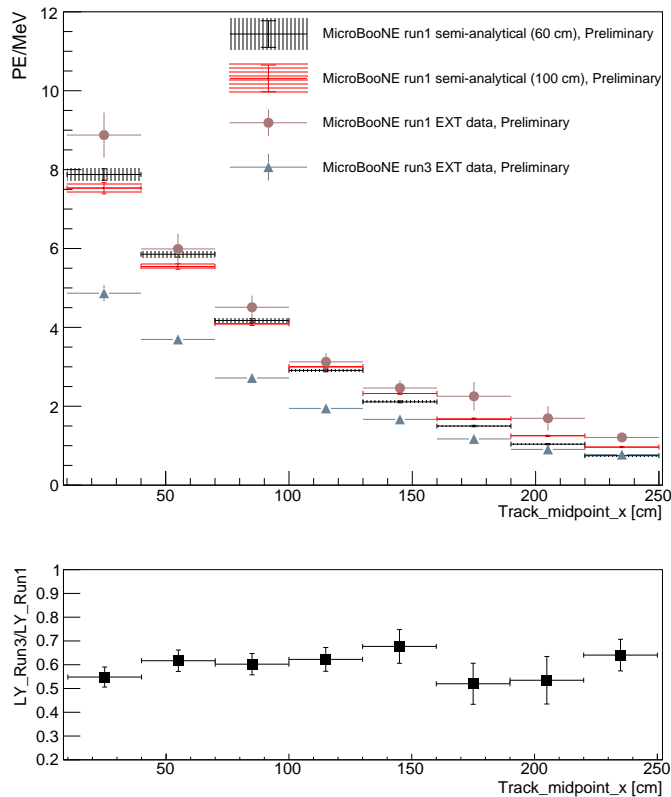 PE/MeV
12
10
8
6
4
2
0
MicroBooNE run1 semi-analytical (60 cm), Preliminary
MicroBooNE run1 semi-analytical (100 cm), Preliminary
MicroBooNE run1 EXT data, Preliminary
MicroBooNE run3 EXT data, Preliminary
50 100 150 200 250
Track_midpoint_x [cm]
LY_Run3/LY_Run1
1
0.9
0.8
0.7
0.6
0.5
0.4
0.3
0.2
50 100 150 200 250
Track_midpoint_x [cm]